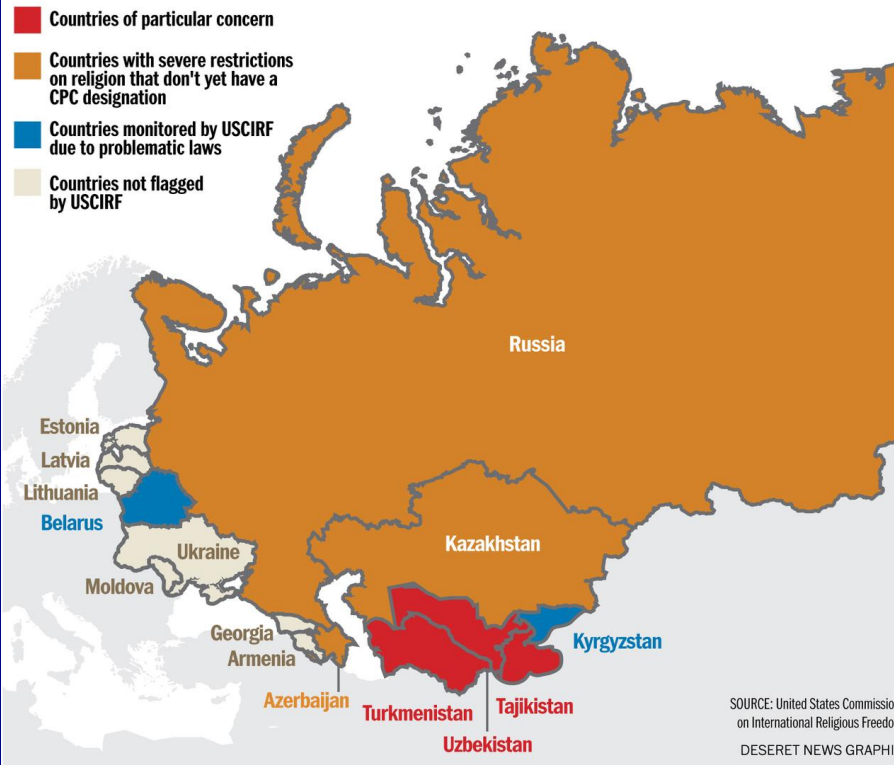 Countries of particular concern
Countries with severe restrictions
on religion that don't yet have a
CPC designation
Countries monitored by USCIRF
due to problematic laws
Countries not flagged
by USCIRF
Russia
Estonia
Latvia
Lithuania
Belarus
Ukraine
Kazakhstan
Moldova
Georgia
Armenia
Kyrgyzstan
Azerbaijan
Turkmenistan
Tajikistan
Uzbekistan
SOURCE: United States Commissio
on International Religious Freedo
DESERET NEWS GRAPHI